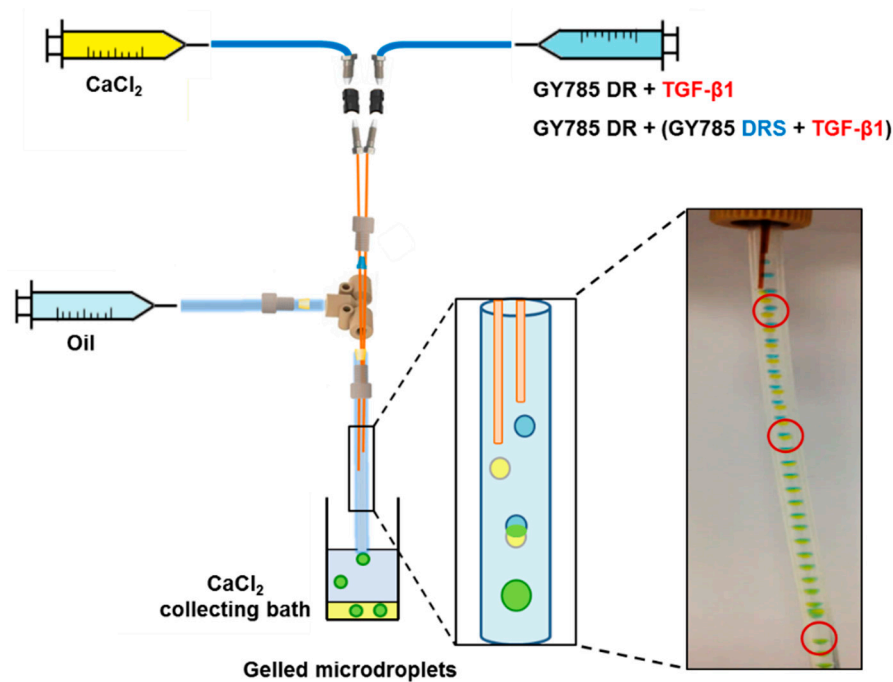 CaCl₂
GY785 DR + TGF-β1
GY785 DR + (GY785 DRS + TGF-β1)
Oil
CaCl₂
collecting bath
Gelled microdroplets